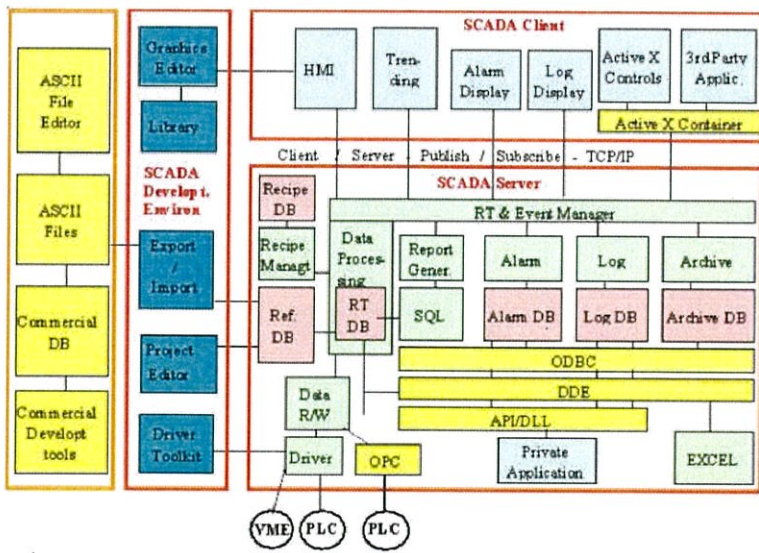 SCADA Client
Graphics
Editor
Library
HMI
Tren-
ding
Alarm
Display
Log
Display
Active X
Controls
3rdParty
Applic.
Active X Container
ASCII
File
Editor
ASCII
Files
Commercial
DB
Commercial
Developt
tools
SCADA
Developt.
Environ
Export
/
Import
Project
Editor
Driver
Toolkit
Client / Server - Publish / Subscribe - TCP/IP
SCADA Server
Recipe
DB
RT & Event Manager
Recipe
Managt
Data
Proces-
sing
Report
Gener.
Alarm
Log
Archive
Ref.
DB
RT
DB
SQL
Alarm DB
Log DB
Archive DB
ODBC
DDE
Data
R/W
API/DLL
Driver
OPC
Private
Application
EXCEL
VME
PLC
PLC